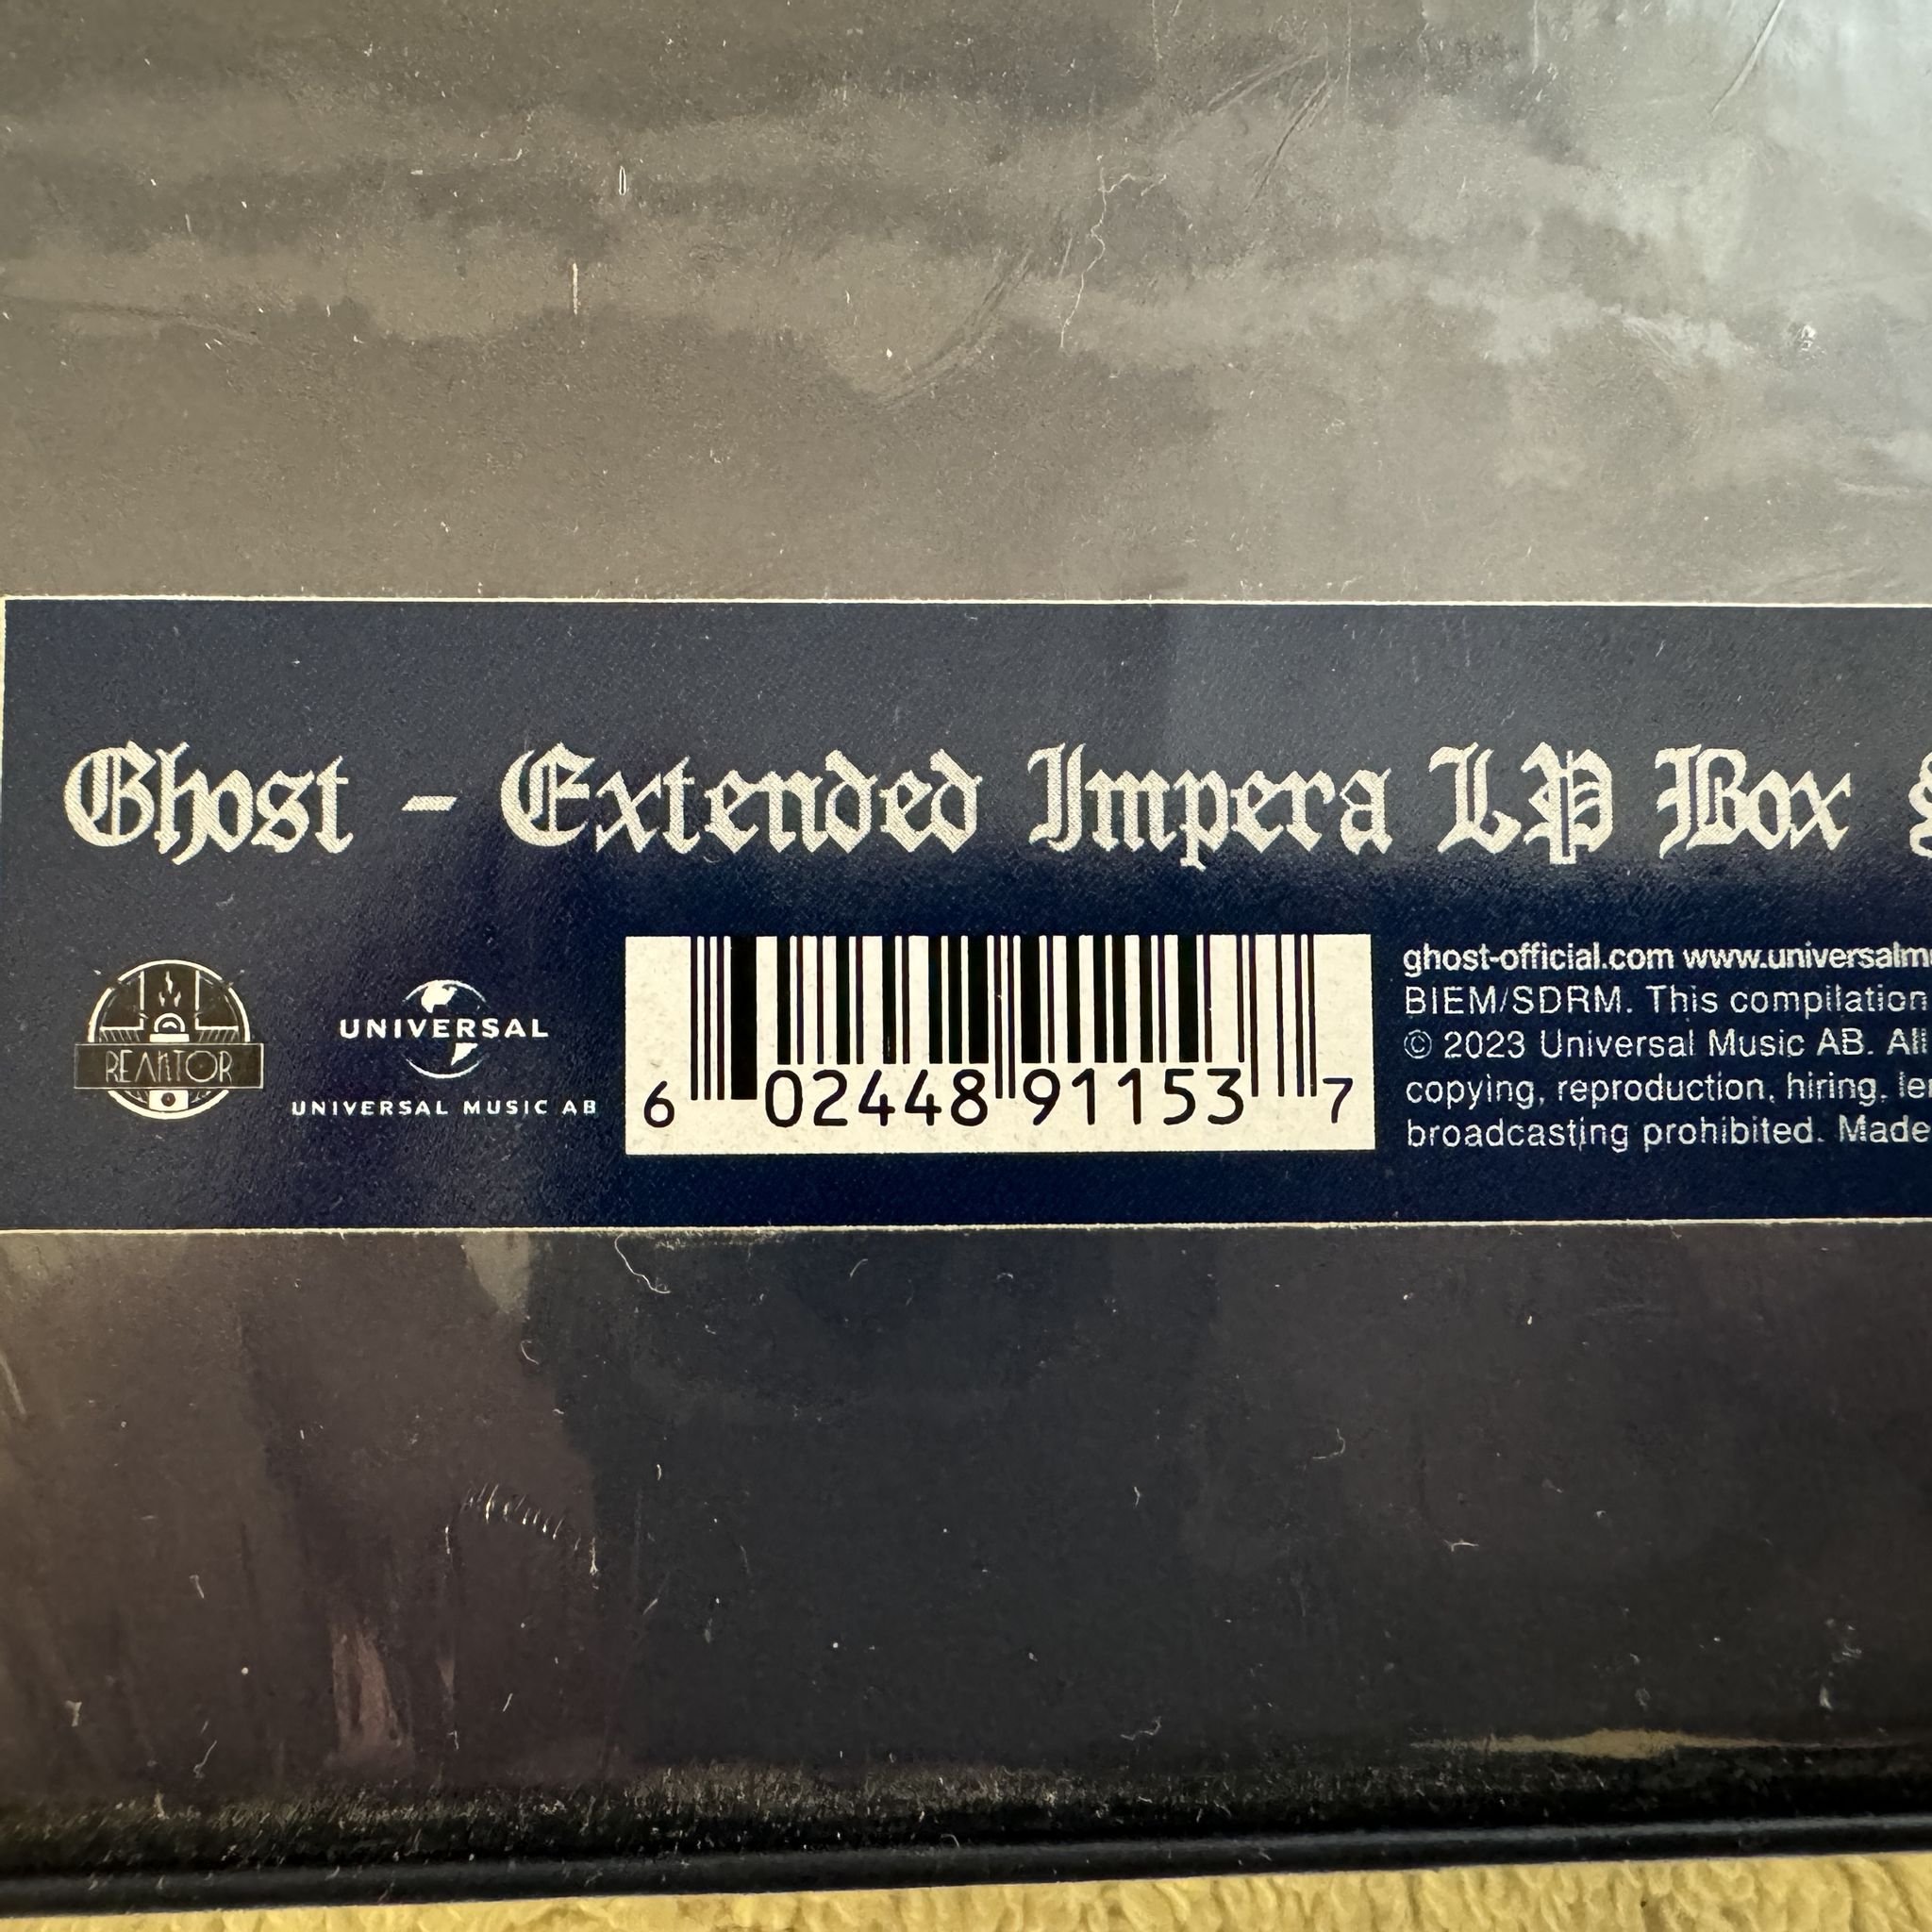 Ghost - Extended Impera LP Box
REAKTOR
UNIVERSAL
UNIVERSAL MUSIC AB
6 02448 91153 7
ghost-official.com
BIEM/SDRM. This compilation
© 2023 Universal Music AB. All
copying, reproduction, hiring,
broadcasting prohibited. Made